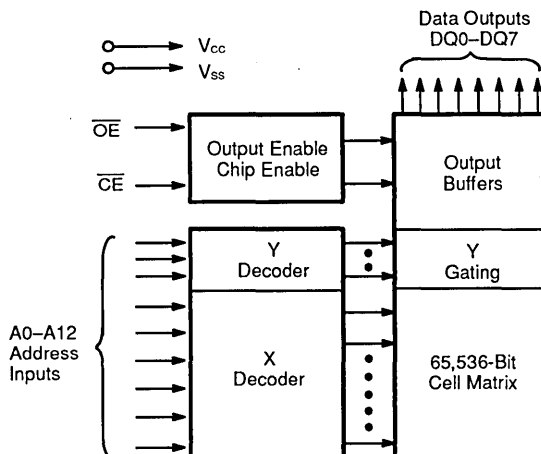 Data Outputs
DQ0–DQ7
VCC
VSS
OE
CE
Output Enable
Chip Enable
Output
Buffers
Y
Decoder
Y
Gating
A0–A12
Address
Inputs
X
Decoder
65,536-Bit
Cell Matrix